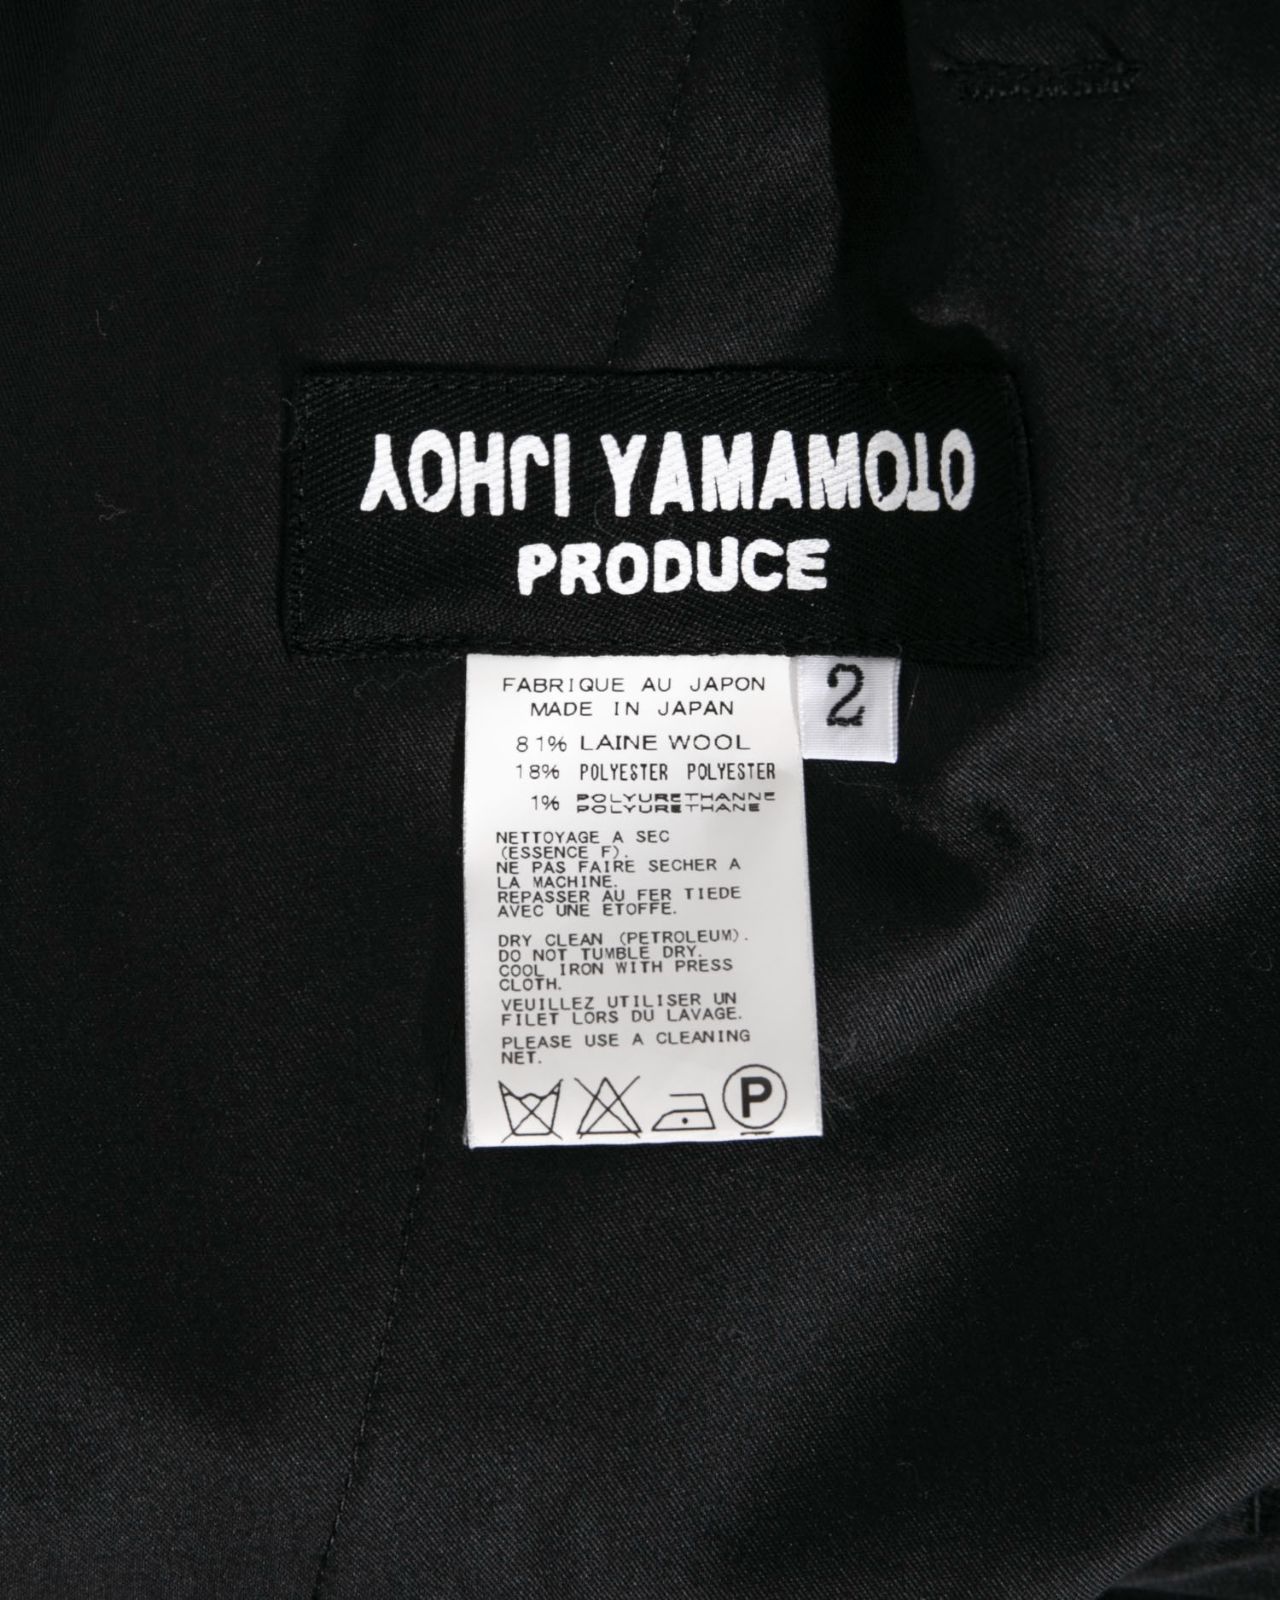 YOHJI YAMAMOTO
PRODUCE
2
FABRIQUE AU JAPON
MADE IN JAPAN
81% LAINE WOOL
18% POLYESTER POLYESTER
1% POLYURETHANNE
POLYURETHANE
NETTOYAGE A SEC
(ESSENCE F).
NE PAS FAIRE SECHER A
LA MACHINE.
REPASSER AU FER TIEDE
AVEC UNE ETOFFE.
DRY CLEAN (PETROLEUM).
DO NOT TUMBLE DRY.
COOL IRON WITH PRESS
CLOTH.
VEUILLEZ UTILISER UN
FILET LORS DU LAVAGE.
PLEASE USE A CLEANING
NET.
P